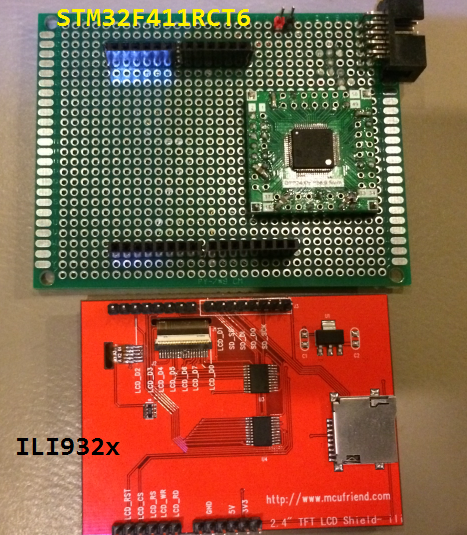 STM32F411RCT6
LCD_D2
LCD_D3
LCD_D4
LCD_D5
LCD_D6
LCD_D7
LCD_D0
LCD_D1
SD_SS
SD_DI
SD_DO
SD_SCK
ILI932x
LCD_RST
LCD_CS
LCD_RS
LCD_WR
LCD_RD
GND
5V
3V3
http://www.mcufriend.com
2.4" TFT LCD Shield- ili